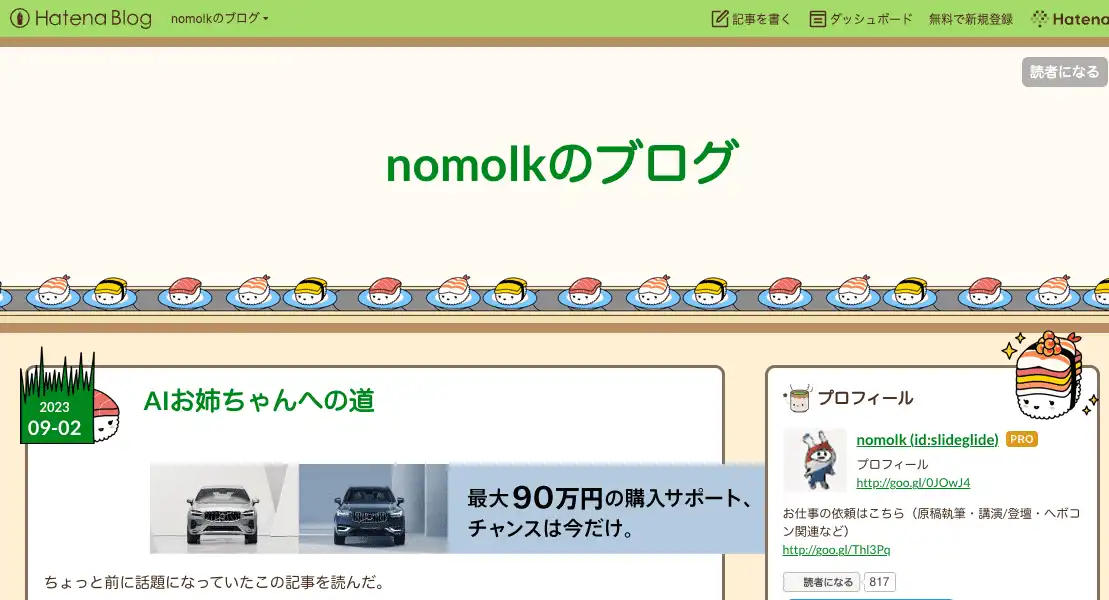 Hatena Blog nomolkのブログ 記事を書く ダッシュボード 無料で新規登録 Hatena
読者になる
nomolkのブログ
2023
09-02
AIお姉ちゃんへの道
最大90万円の購入サポート、
チャンスは今だけ。
ちょっと前に話題になっていたこの記事を読んだ。
プロフィール
nomolk (id:slideglide) PRO
プロフィール
http://goo.gl/0JOwJ4
お仕事の依頼はこちら（原稿執筆・講演/登壇・ヘボコ
ン関連など）
http://goo.gl/Thl3Pq
読者になる 817